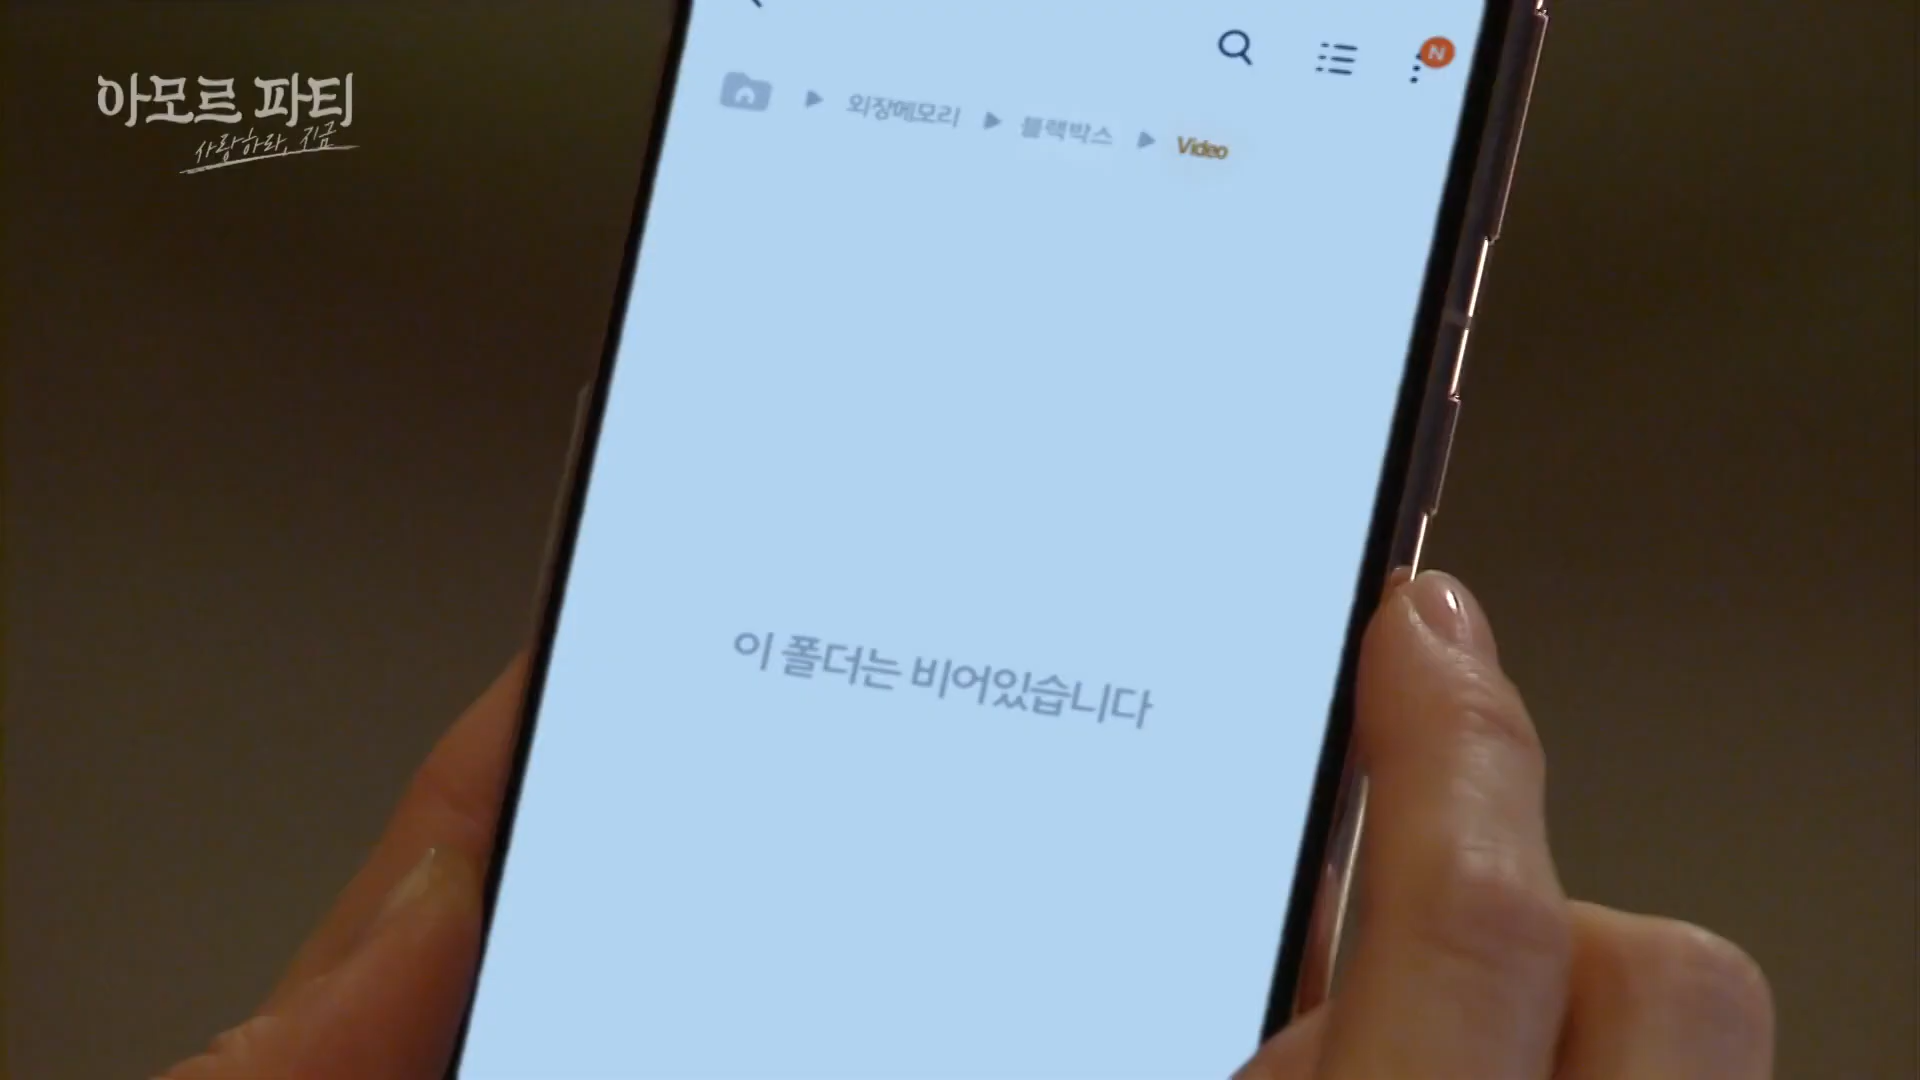 아모르 파티
사랑하라, 지금
N
외장메모리 ▶ 블랙박스 ▶ Video
이 폴더는 비어있습니다